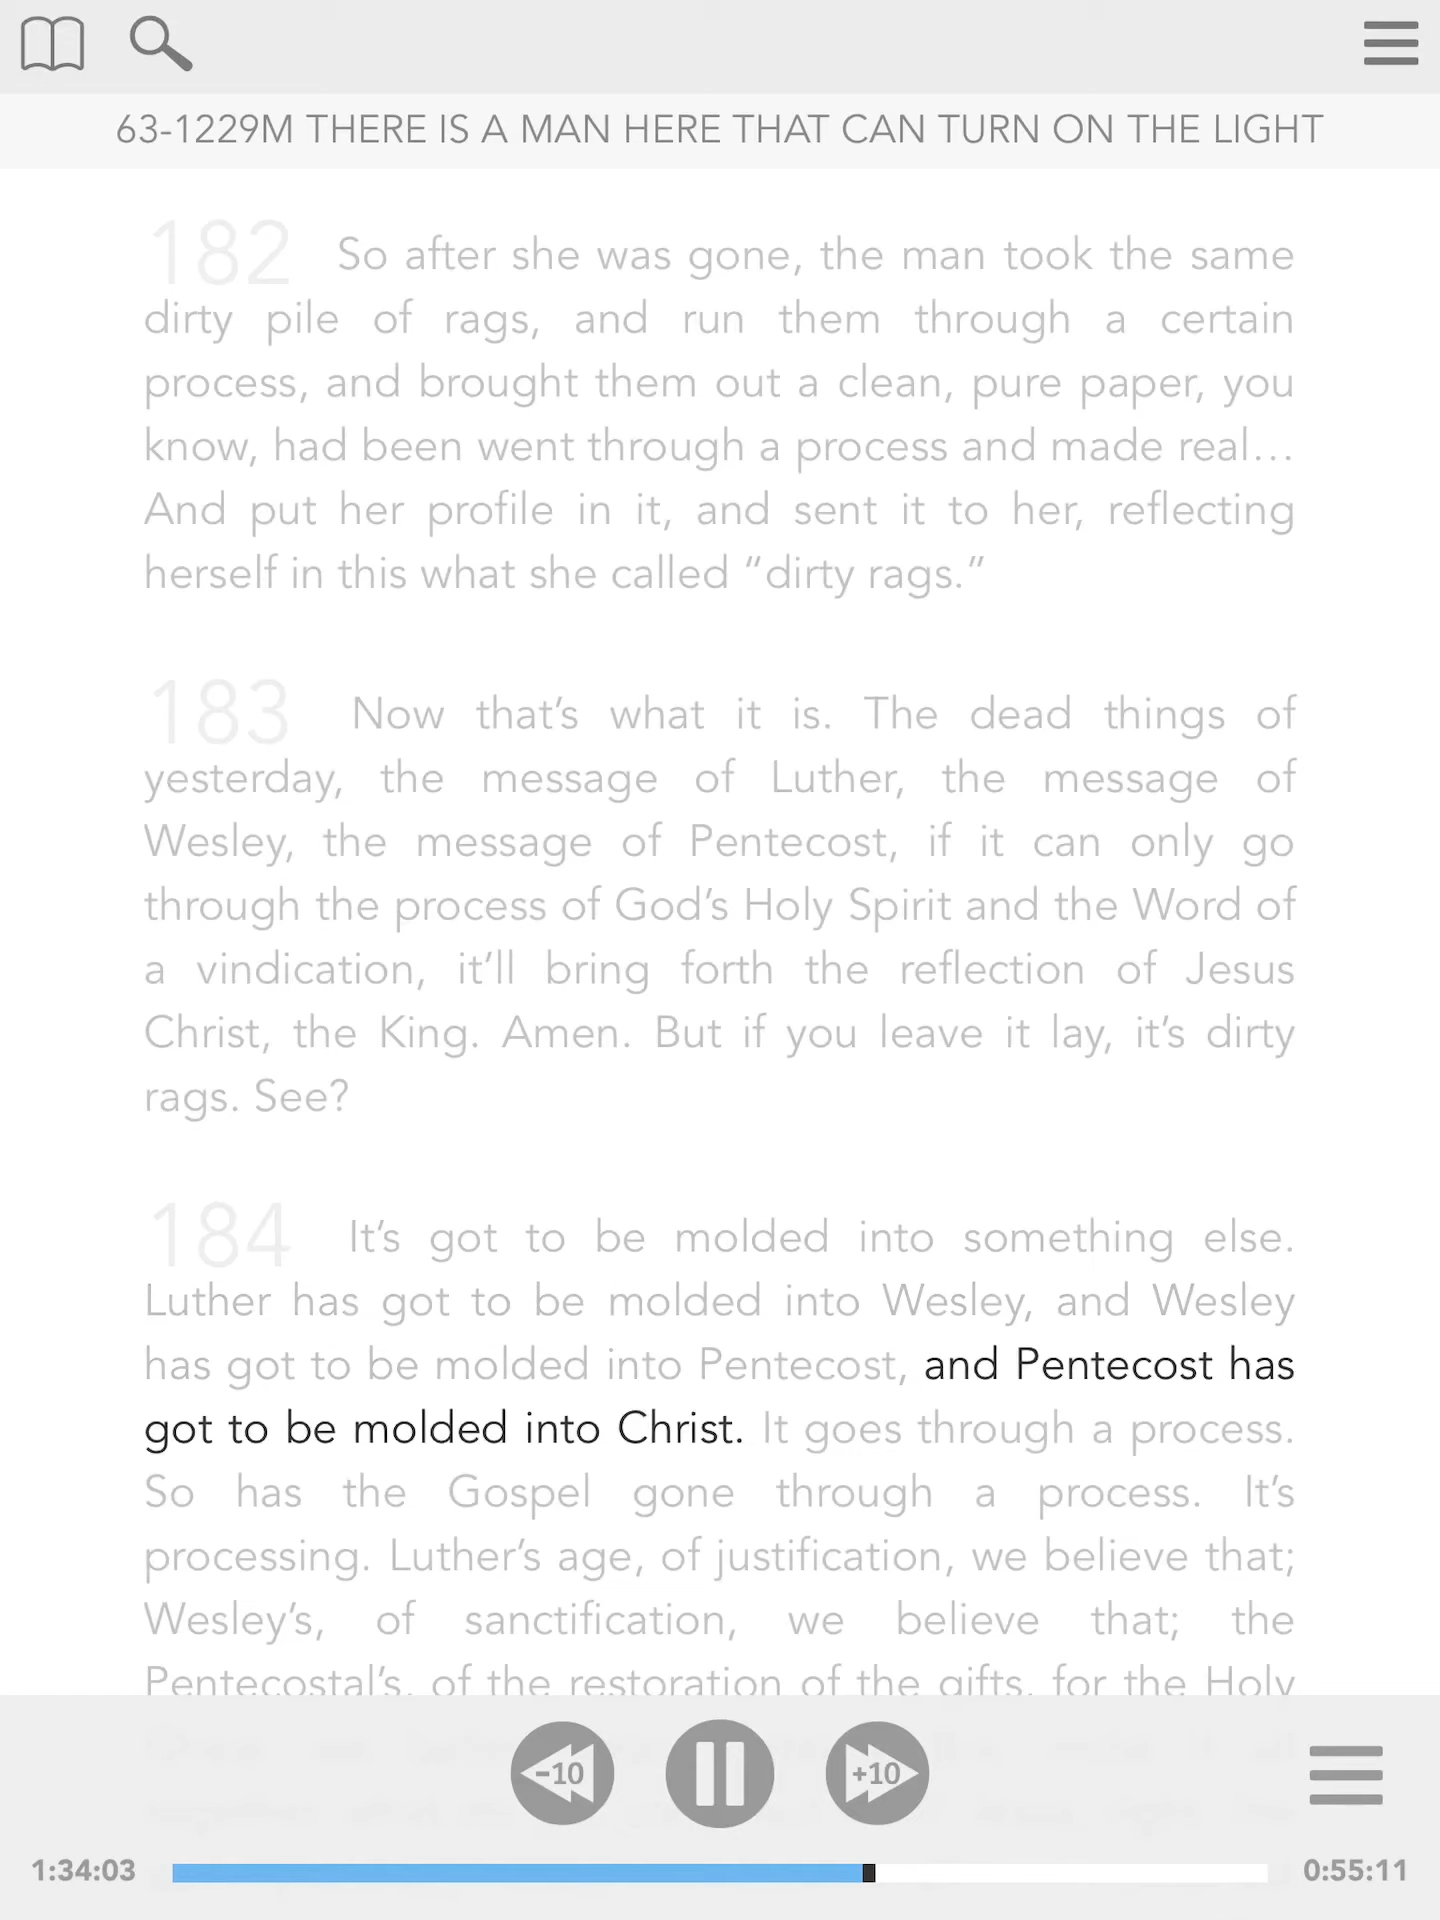 63-1229M THERE IS A MAN HERE THAT CAN TURN ON THE LIGHT
182 So after she was gone, the man took the same
dirty pile of rags, and run them through a certain
process, and brought them out a clean, pure paper, you
know, had been went through a process and made real…
And put her profile in it, and sent it to her, reflecting
herself in this what she called “dirty rags.”
183 Now that’s what it is. The dead things of
yesterday, the message of Luther, the message of
Wesley, the message of Pentecost, if it can only go
through the process of God’s Holy Spirit and the Word of
a vindication, it’ll bring forth the reflection of Jesus
Christ, the King. Amen. But if you leave it lay, it’s dirty
rags. See?
184 It’s got to be molded into something else.
Luther has got to be molded into Wesley, and Wesley
has got to be molded into Pentecost, and Pentecost has
got to be molded into Christ. It goes through a process.
So has the Gospel gone through a process. It’s
processing. Luther’s age, of justification, we believe that;
Wesley’s, of sanctification, we believe that; the
Pentecostal’s, of the restoration of the gifts, for the Holy
-10 +10
1:34:03 0:55:11